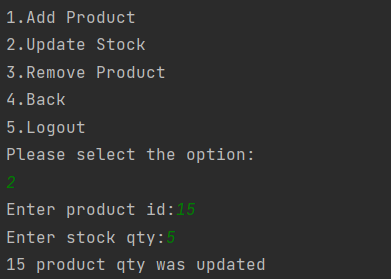 1.Add Product
2.Update Stock
3.Remove Product
4.Back
5.Logout
Please select the option:
2
Enter product id:15
Enter stock qty:5
15 product qty was updated